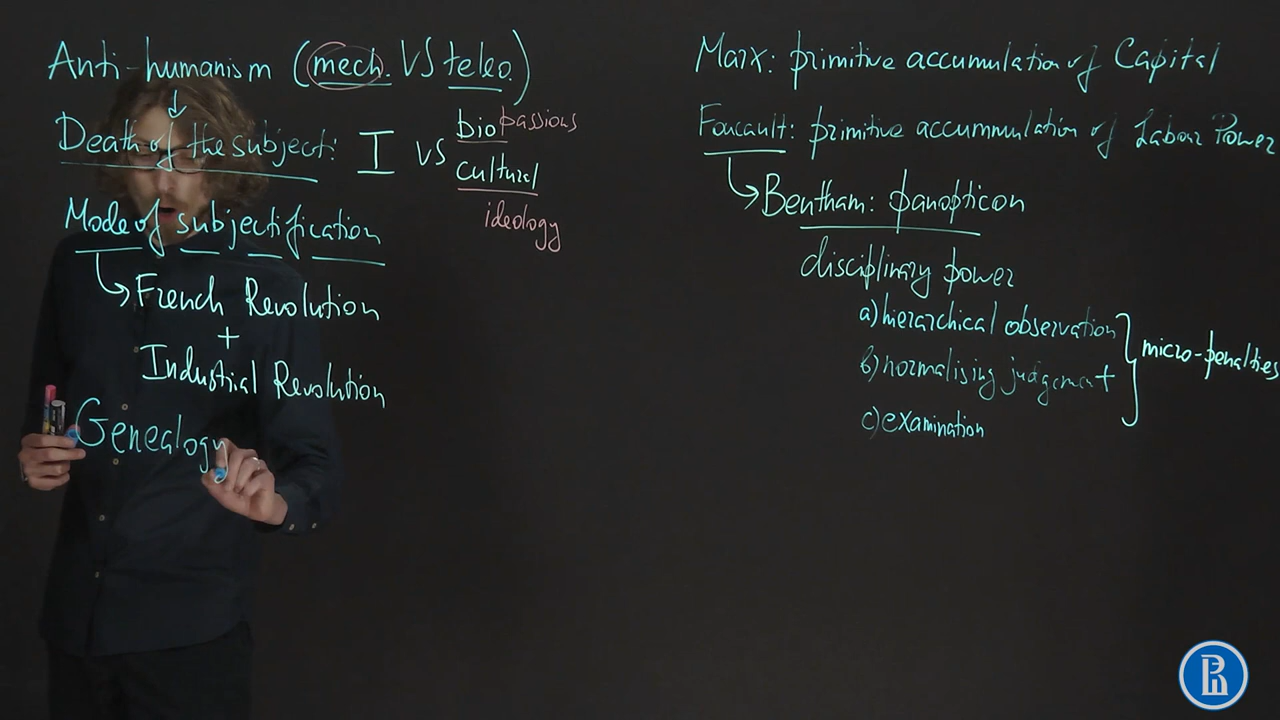 Anti-humanism (mech. VS teleo.)
Death of the subject: I vs
bio passions
cultural
ideology
Mode of subjectification
French Revolution
+
Industrial Revolution
Genealogy
Marx: primitive accumulation of Capital
Foucault: primitive accummulation of Labour Power
Bentham: panopticon
disciplinary power
a) hierarchical observation
b) normalising judgement
c) examination
micro-penalties